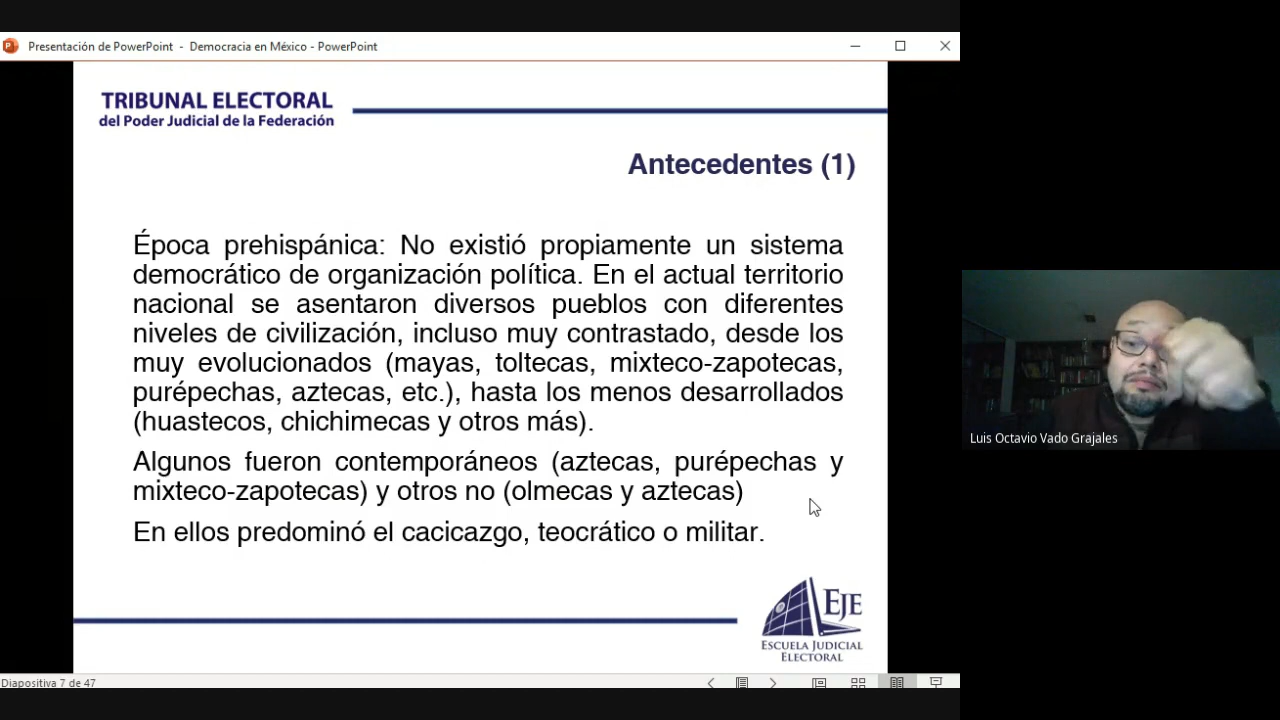 Presentación de PowerPoint - Democracia en México - PowerPoint
TRIBUNAL ELECTORAL
del Poder Judicial de la Federación
Antecedentes (1)
Época prehispánica: No existió propiamente un sistema
democrático de organización política. En el actual territorio
nacional se asentaron diversos pueblos con diferentes
niveles de civilización, incluso muy contrastado, desde los
muy evolucionados (mayas, toltecas, mixteco-zapotecas,
purépechas, aztecas, etc.), hasta los menos desarrollados
(huastecos, chichimecas y otros más).
Algunos fueron contemporáneos (aztecas, purépechas y
mixteco-zapotecas) y otros no (olmecas y aztecas)
En ellos predominó el cacicazgo, teocrático o militar.
EJE
ESCUELA JUDICIAL
ELECTORAL
Diapositiva 7 de 47
Luis Octavio Vado Grajales